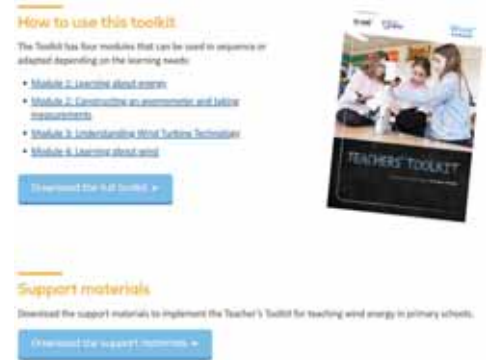 How to use this toolkit
The Toolkit has four modules that can be used in sequence or
adapted depending on the learning needs:
• Module 1: Learning about energy
• Module 2: Constructing an anemometer and taking
measurements
• Module 3: Understanding Wind Turbine Technology
• Module 4: Learning about wind
Download the full toolkit
TEACHERS' TOOLKIT
Support materials
Download the support materials to implement the Teacher's Toolkit for teaching wind energy in primary schools.
Download the support materials